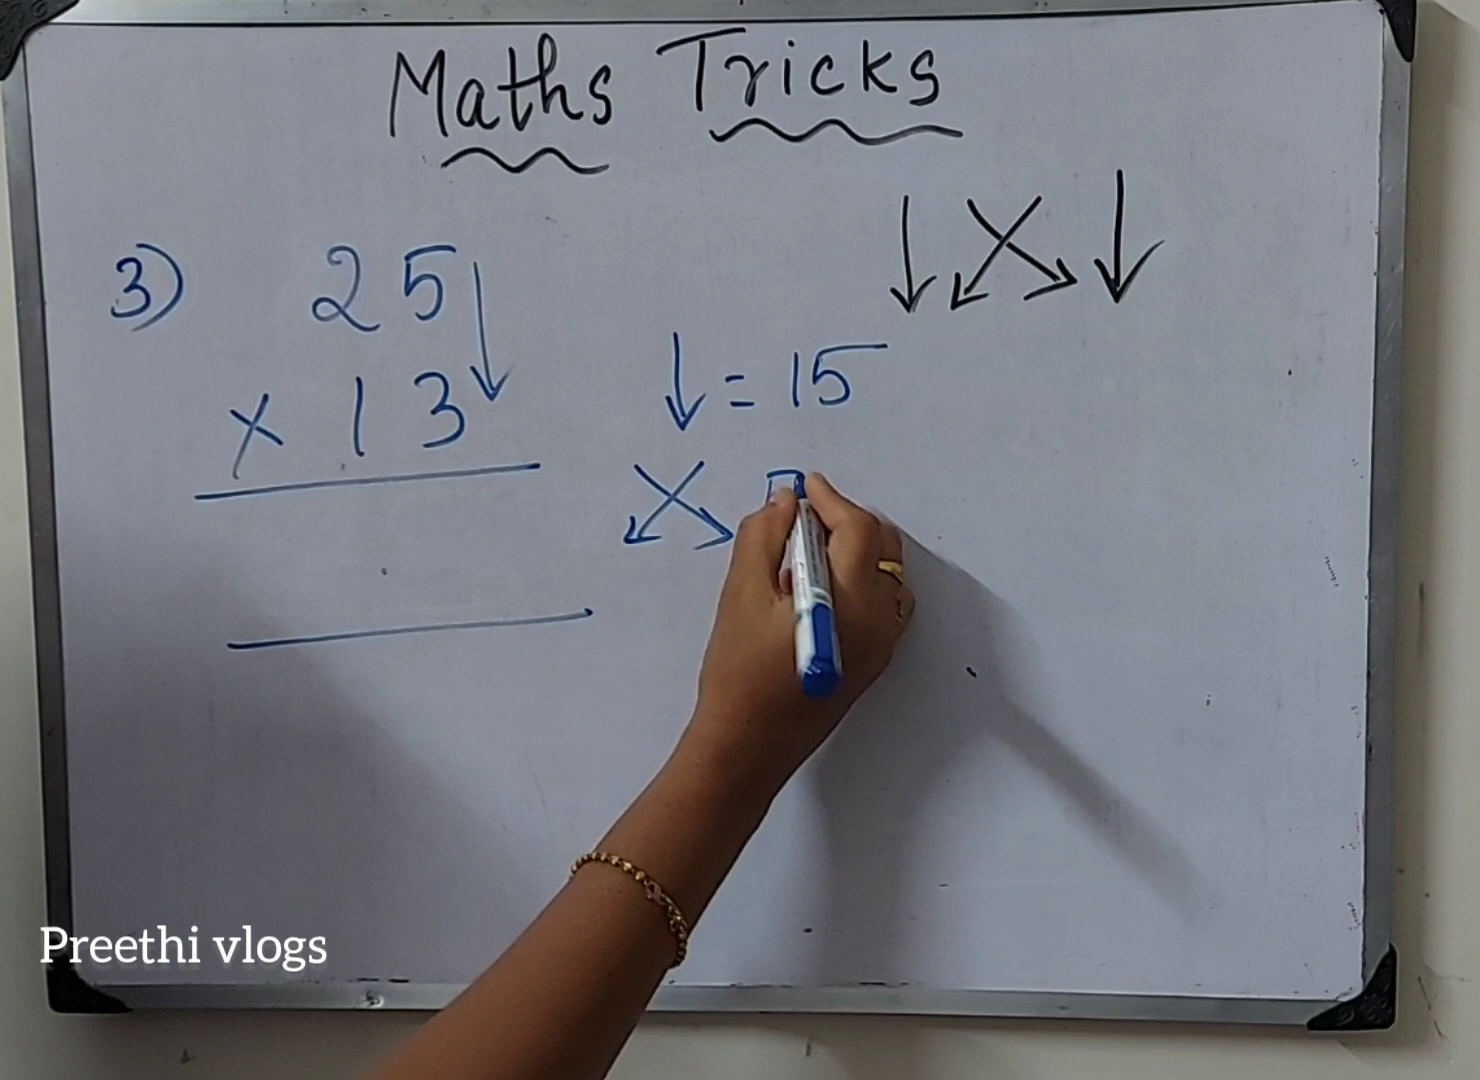 Maths Tricks
3) 25
x 13
↓ = 15
Preethi vlogs